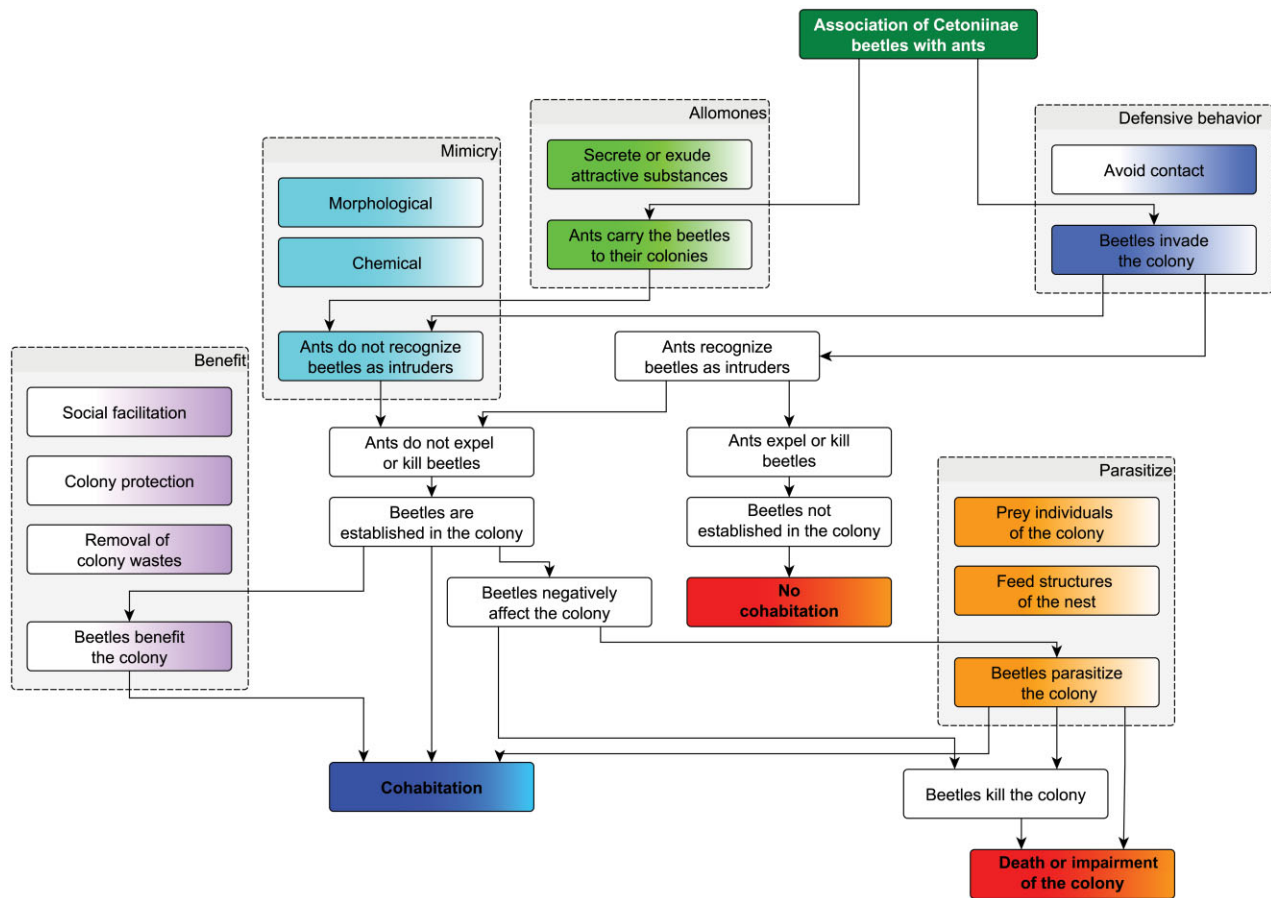 Association of Cetoniinae
beetles with ants
Allomones
Secrete or exude
attractive substances
Ants carry the beetles
to their colonies
Defensive behavior
Avoid contact
Beetles invade
the colony
Mimicry
Morphological
Chemical
Ants do not recognize
beetles as intruders
Ants recognize
beetles as intruders
Benefit
Social facilitation
Colony protection
Removal of
colony wastes
Beetles benefit
the colony
Ants do not expel
or kill beetles
Ants expel or kill
beetles
Beetles are
established in the colony
Beetles not
established in the colony
Beetles negatively
affect the colony
No
cohabitation
Parasitize
Prey individuals
of the colony
Feed structures
of the nest
Beetles parasitize
the colony
Cohabitation
Beetles kill the colony
Death or impairment
of the colony